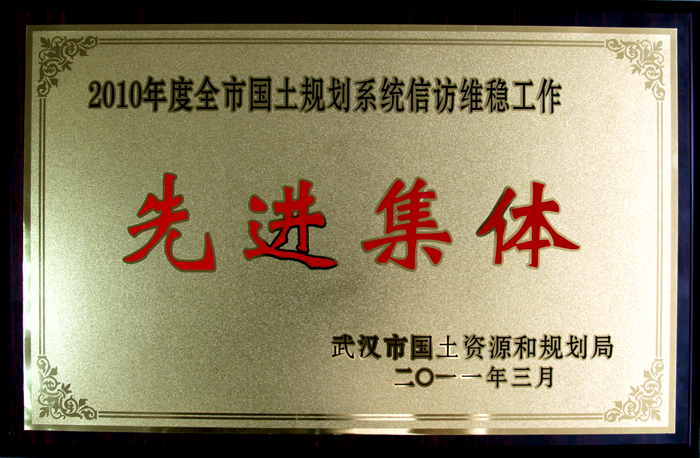 2010年度全市国土规划系统信访维稳工作
先进集体
武汉市国土资源和规划局
二〇一一年三月